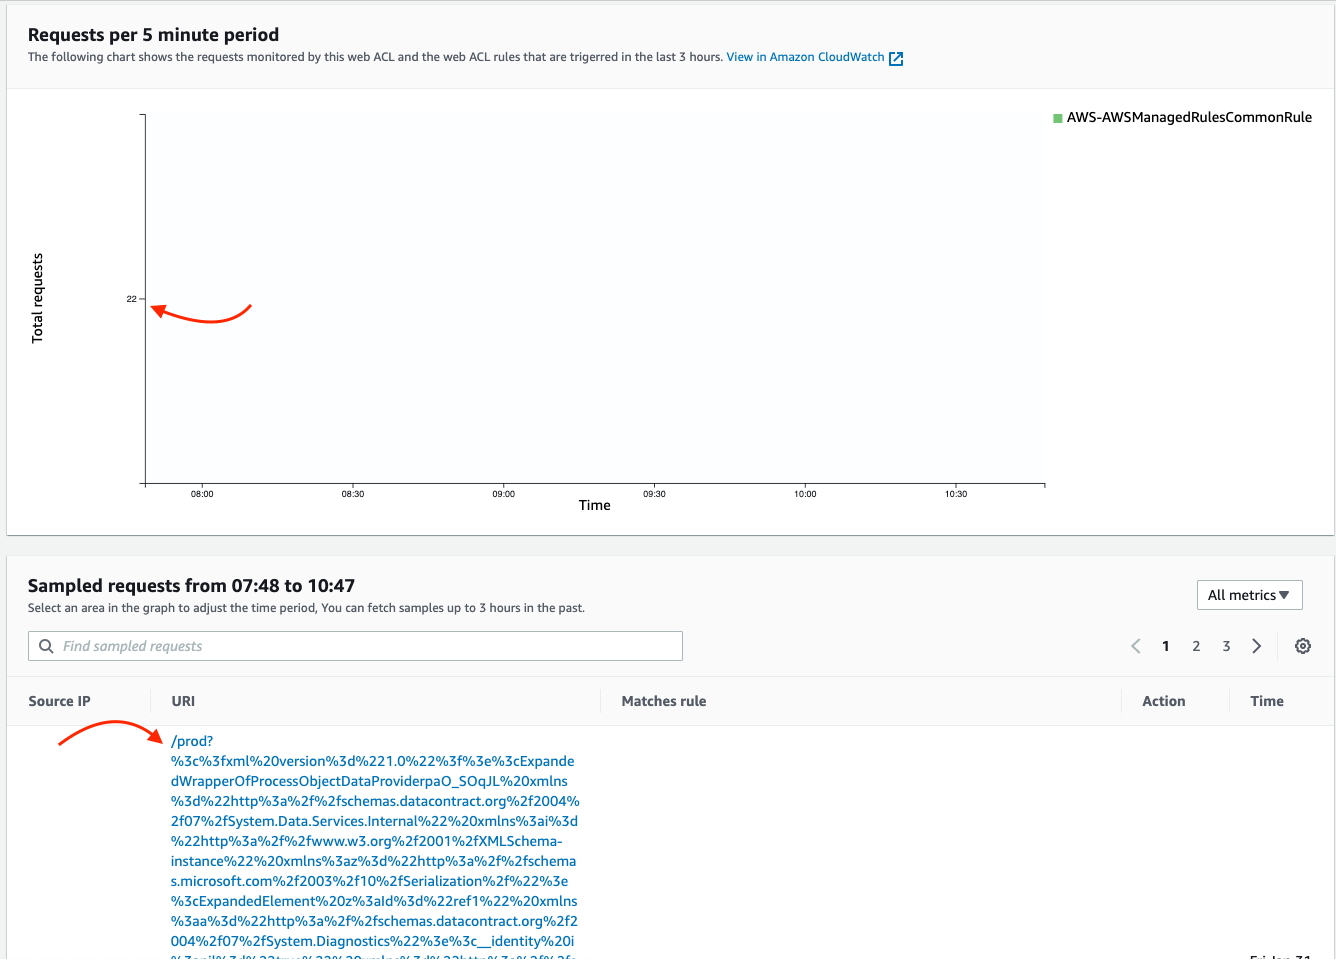 Requests per 5 minute period
The following chart shows the requests monitored by this web ACL and the web ACL rules that are trigerred in the last 3 hours. View in Amazon CloudWatch
AWS-AWSManagedRulesCommonRule
Total requests
22
08:00 08:30 09:00 09:30 10:00 10:30
Time
Sampled requests from 07:48 to 10:47
Select an area in the graph to adjust the time period, You can fetch samples up to 3 hours in the past.
All metrics
Find sampled requests
1 2 3
Source IP URI Matches rule Action Time
/prod?
%3c%3fxml%20version%3d%221.0%22%3f%3e%3cExpande
dWrapperOfProcessObjectDataProviderpaO_SOqJL%20xmlns
%3d%22http%3a%2f%2fschemas.datacontract.org%2f2004%
2f07%2fSystem.Data.Services.Internal%22%20xmlns%3ai%3d
%22http%3a%2f%2fwww.w3.org%2f2001%2fXMLSchema-
instance%22%20xmlns%3az%3d%22http%3a%2f%2fschema
s.microsoft.com%2f2003%2f10%2fSerialization%2f%22%3e
%3cExpandedElement%20z%3aId%3d%22ref1%22%20xmlns
%3aa%3d%22http%3a%2f%2fschemas.datacontract.org%2f2
004%2f07%2fSystem.Diagnostics%22%3e%3c__identity%20i